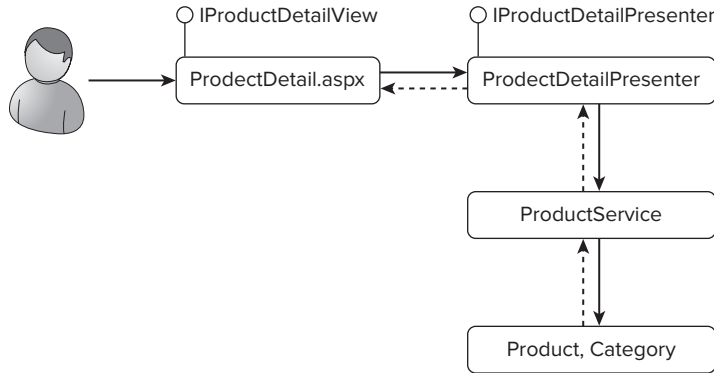 IProductDetailView
IProductDetailPresenter
ProdectDetail.aspx
ProdectDetailPresenter
ProductService
Product, Category